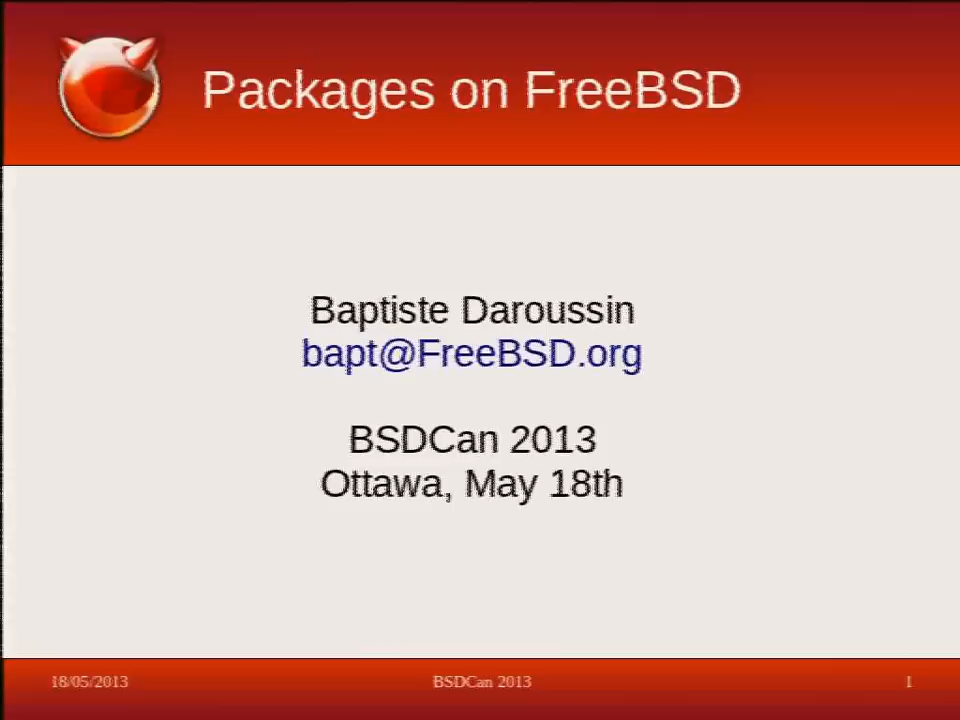 Packages on FreeBSD
Baptiste Daroussin
bapt@FreeBSD.org
BSDCan 2013
Ottawa, May 18th
18/05/2013
BSDCan 2013
1